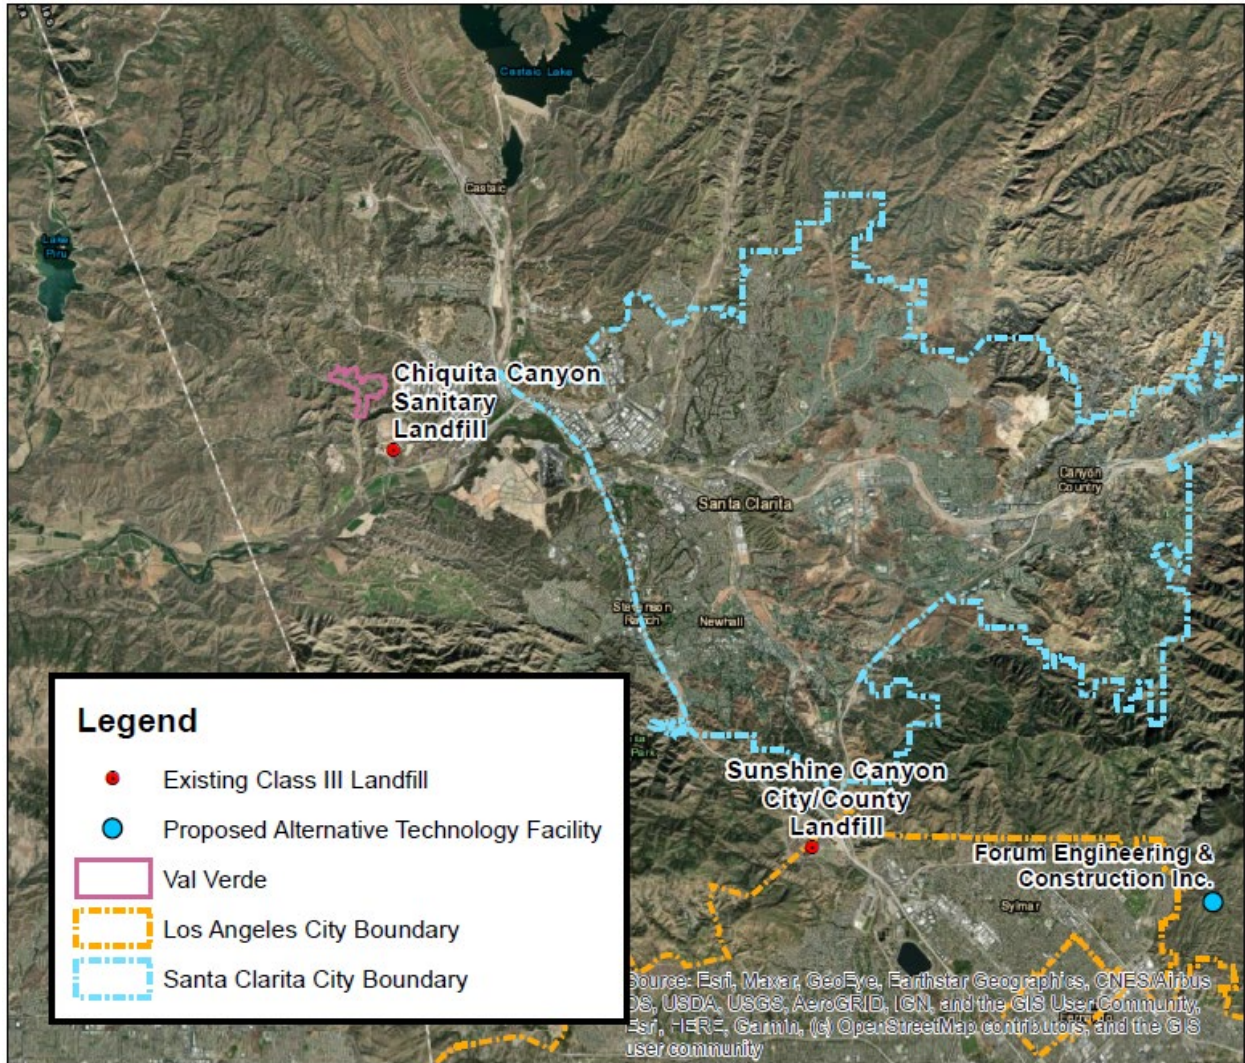 Castaic Lake
Castaic
Lake
Piru
Chiquita Canyon
Sanitary
Landfill
Canyon
Country
Santa Clarita
Stevenson
Ranch
Newhall
Park
Sunshine Canyon
City/County
Landfill
Forum Engineering &
Construction Inc.
Sylmar
Legend
Existing Class III Landfill
Proposed Alternative Technology Facility
Val Verde
Los Angeles City Boundary
Santa Clarita City Boundary
Source: Esri, Maxar, GeoEye, Earthstar Geographics, CNES/Airbus
DS, USDA, USGS, AeroGRID, IGN, and the GIS User Community,
Esri, HERE, Garmin, (c) OpenStreetMap contributors, and the GIS
user community